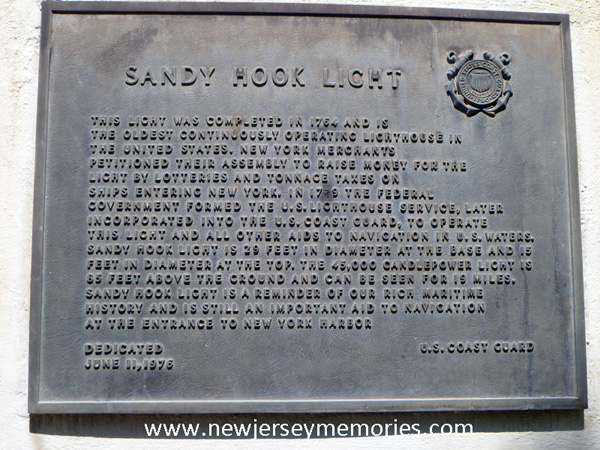 SANDY HOOK LIGHT
THIS LIGHT WAS COMPLETED IN 1764 AND IS
THE OLDEST CONTINUOUSLY OPERATING LIGHTHOUSE IN
THE UNITED STATES. NEW YORK MERCHANTS
PETITIONED THEIR ASSEMBLY TO RAISE MONEY FOR THE
LIGHT BY LOTTERIES AND TONNAGE TAXES ON
SHIPS ENTERING NEW YORK. IN THE FEDERAL
GOVERNMENT FORMED THE U.S. LIGHTHOUSE SERVICE, LATER
INCORPORATED INTO THE U.S. COAST GUARD, TO OPERATE
THIS LIGHT AND ALL OTHER AIDS TO NAVIGATION IN U.S. WATERS.
SANDY HOOK LIGHT IS 29 FEET IN DIAMETER AT THE BASE AND 15
FEET IN DIAMETER AT THE TOP. THE 45,000 CANDLEPOWER LIGHT IS
85 FEET ABOVE THE GROUND AND CAN BE SEEN FOR 19 MILES.
SANDY HOOK LIGHT IS A REMINDER OF OUR RICH MARITIME
HISTORY AND IS STILL AN IMPORTANT AID TO NAVIGATION
AT THE ENTRANCE TO NEW YORK HARBOR
DEDICATED
JUNE 11, 1976
U.S. COAST GUARD
www.newjerseymemories.com